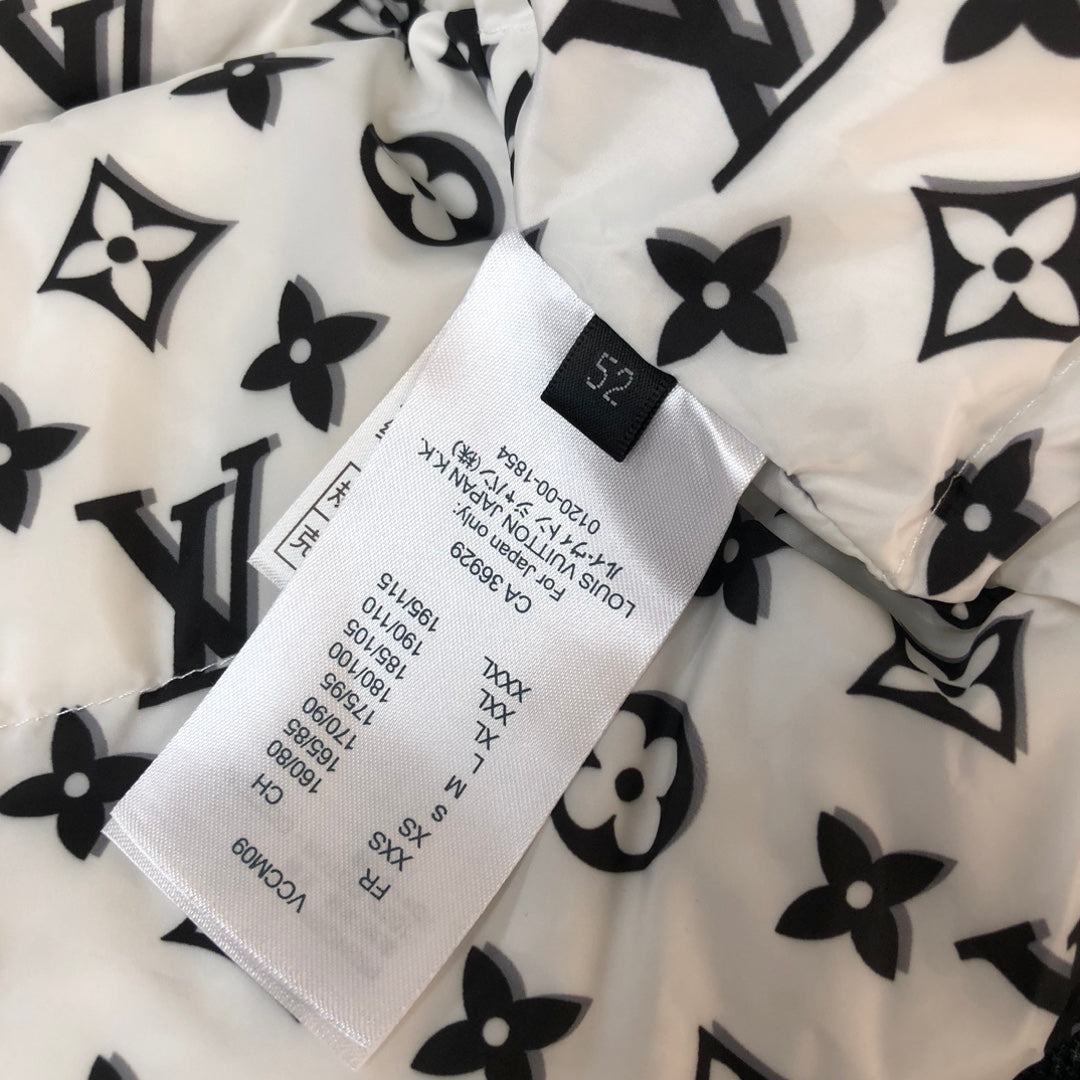 52
VCCM09
FR CH
XXS 160/80
XS 165/85
S 170/90
M 175/95
L 180/100
XL 185/105
XXL 190/110
XXXL 195/115
CA 36929
For Japan only:
LOUIS VUITTON JAPAN K.K.
ルイ・ヴィトン ジャパン(株)
0120-00-1854
克